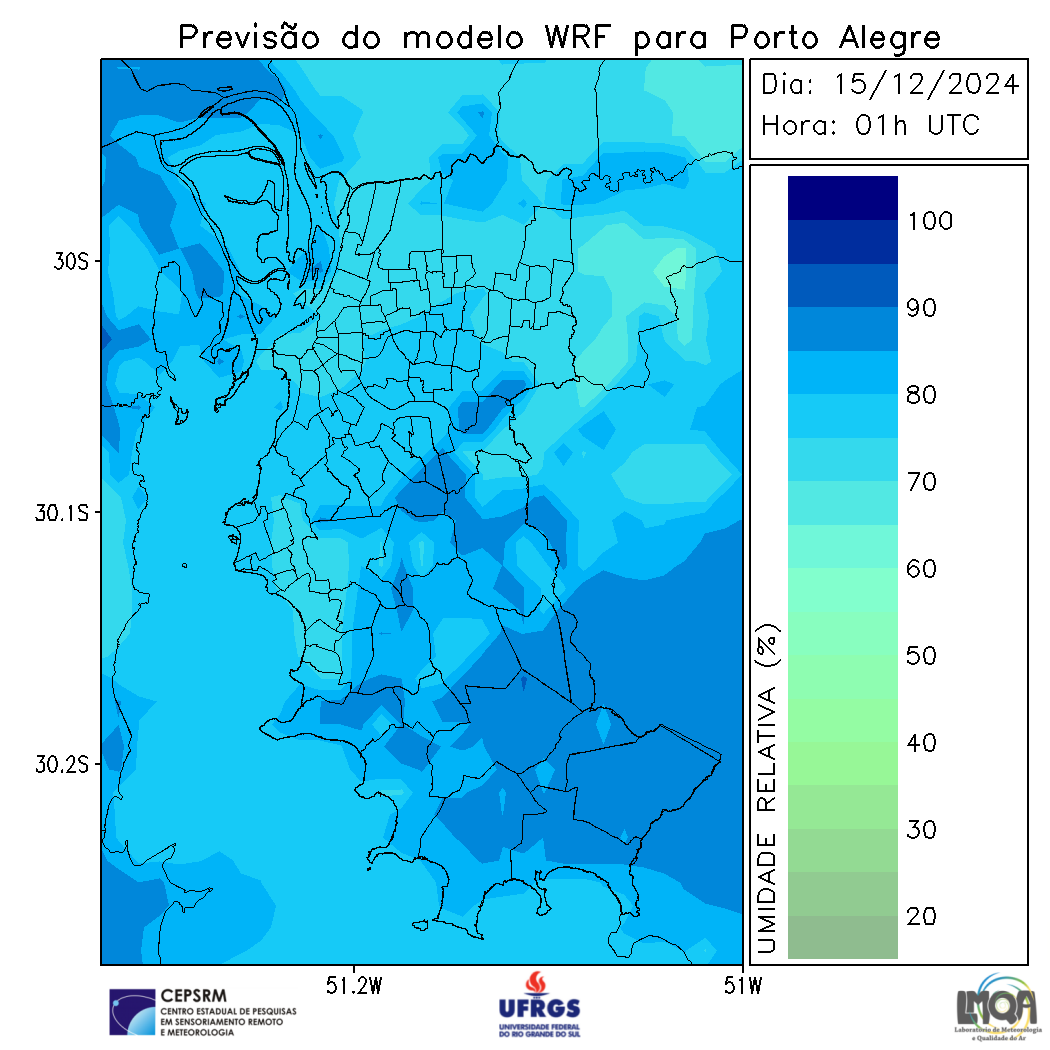 Previsão do modelo WRF para Porto Alegre
Dia: 15/12/2024
Hora: 01h UTC
30S
30.1S
30.2S
51.2W
51W
UMIDADE RELATIVA (%)
100
90
80
70
60
50
40
30
20
CEPSRM
CENTRO ESTADUAL DE PESQUISAS
EM SENSORIAMENTO REMOTO
E METEOROLOGIA
UFRGS
UNIVERSIDADE FEDERAL
DO RIO GRANDE DO SUL
LMQA
Laboratório de Meteorologia
e Qualidade do Ar